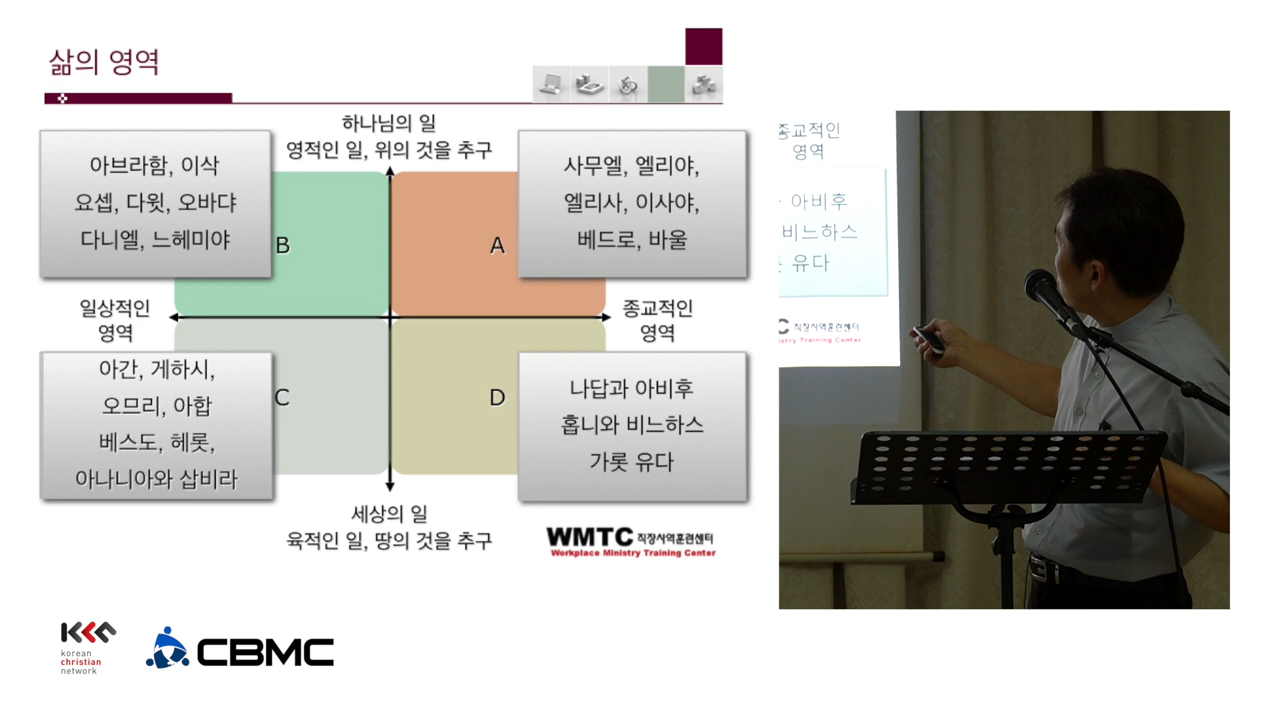 삶의 영역
하나님의 일
영적인 일, 위의 것을 추구
아브라함, 이삭
요셉, 다윗, 오바댜
다니엘, 느헤미야
B
A
사무엘, 엘리야,
엘리사, 이사야,
베드로, 바울
일상적인
영역
종교적인
영역
아간, 게하시,
오므리, 아합
베스도, 헤롯,
아나니아와 삽비라
C
D
나답과 아비후
홉니와 비느하스
가롯 유다
세상의 일
육적인 일, 땅의 것을 추구
WMTC 직장사역훈련센터
Workplace Ministry Training Center
종교적인
영역
아비후
비느하스
유다
C 직장사역훈련센터
istry Training Center
kcn
korean
christian
network
CBMC